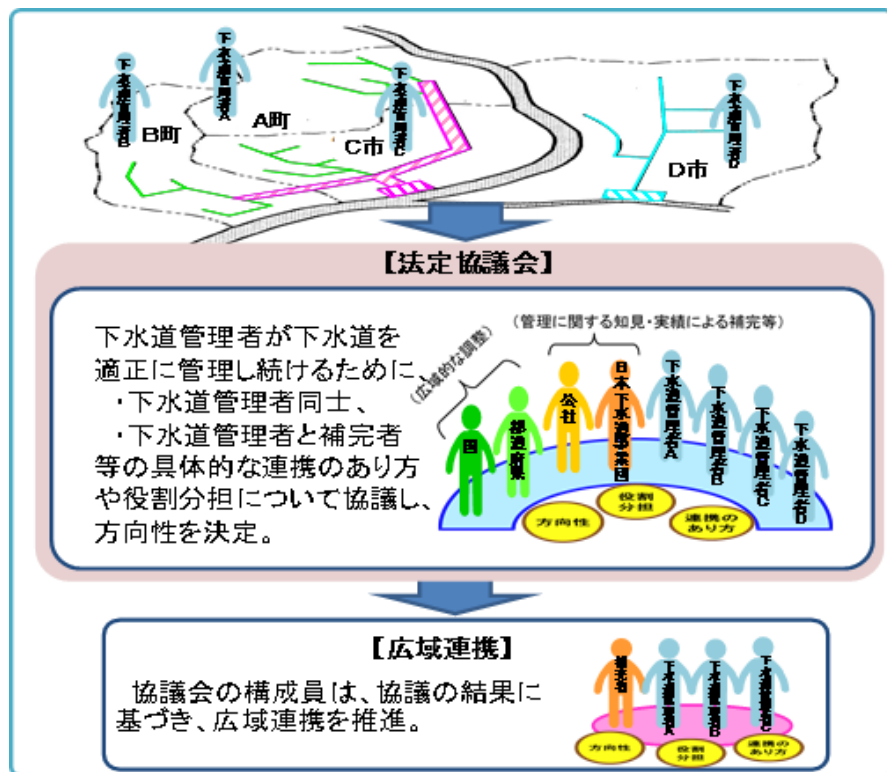 下水道管理者B
B町
下水道管理者A
A町
下水道管理者C
C市
下水道管理者D
D市
【法定協議会】
下水道管理者が下水道を
適正に管理し続けるために、
・下水道管理者同士、
・下水道管理者と補完者
等の具体的な連携のあり方
や役割分担について協議し、
方向性を決定。
(広域的な調整)
(管理に関する知見・実績による補完等)
国
都道府県
公社
日本下水道事業団
下水道管理者A
下水道管理者B
下水道管理者C
下水道管理者D
方向性
役割
分担
連携の
あり方
【広域連携】
協議会の構成員は、協議の結果に
基づき、広域連携を推進。
補完者
下水道管理者A
下水道管理者B
下水道管理者C
方向性
役割
分担
連携の
あり方